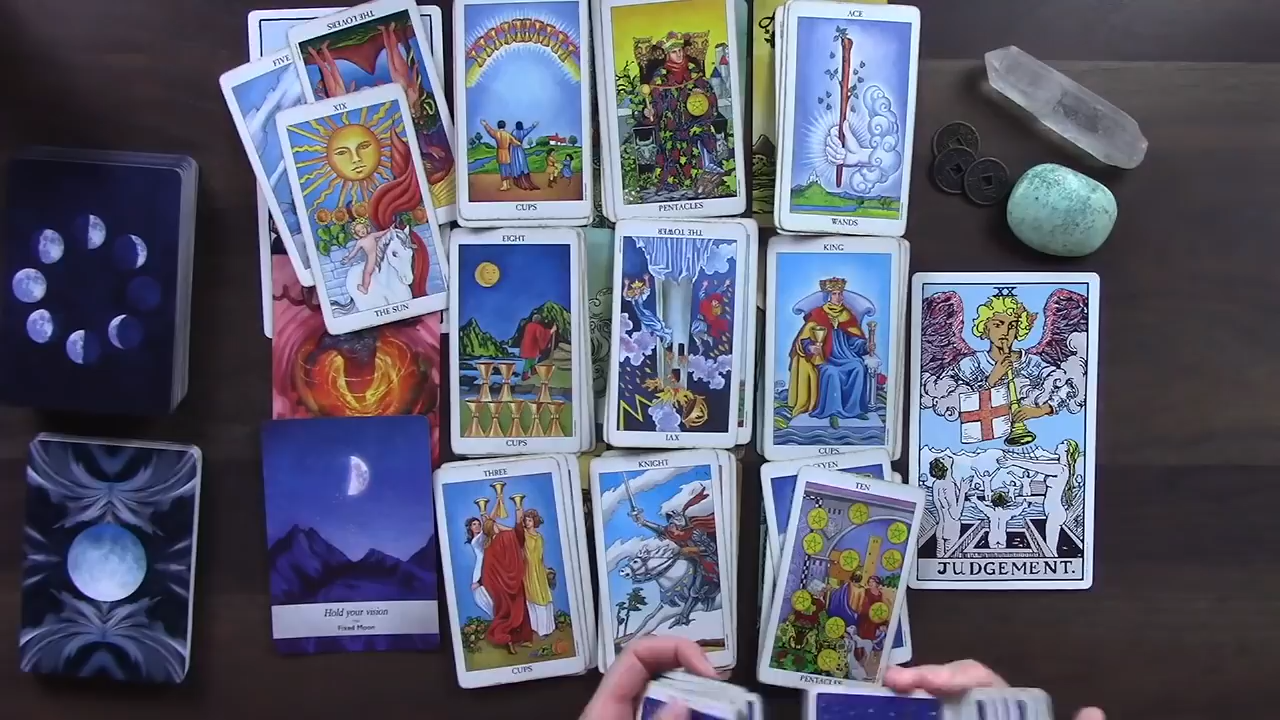 THE LOVERS
FIVE
XIX
THE SUN
CUPS
PENTACLES
ACE
WANDS
EIGHT
CUPS
THE TOWER
XVI
KING
CUPS
XX
JUDGEMENT.
Hold your vision
Fixed Moon
THREE
CUPS
KNIGHT
SEVEN
TEN
PENTACLES